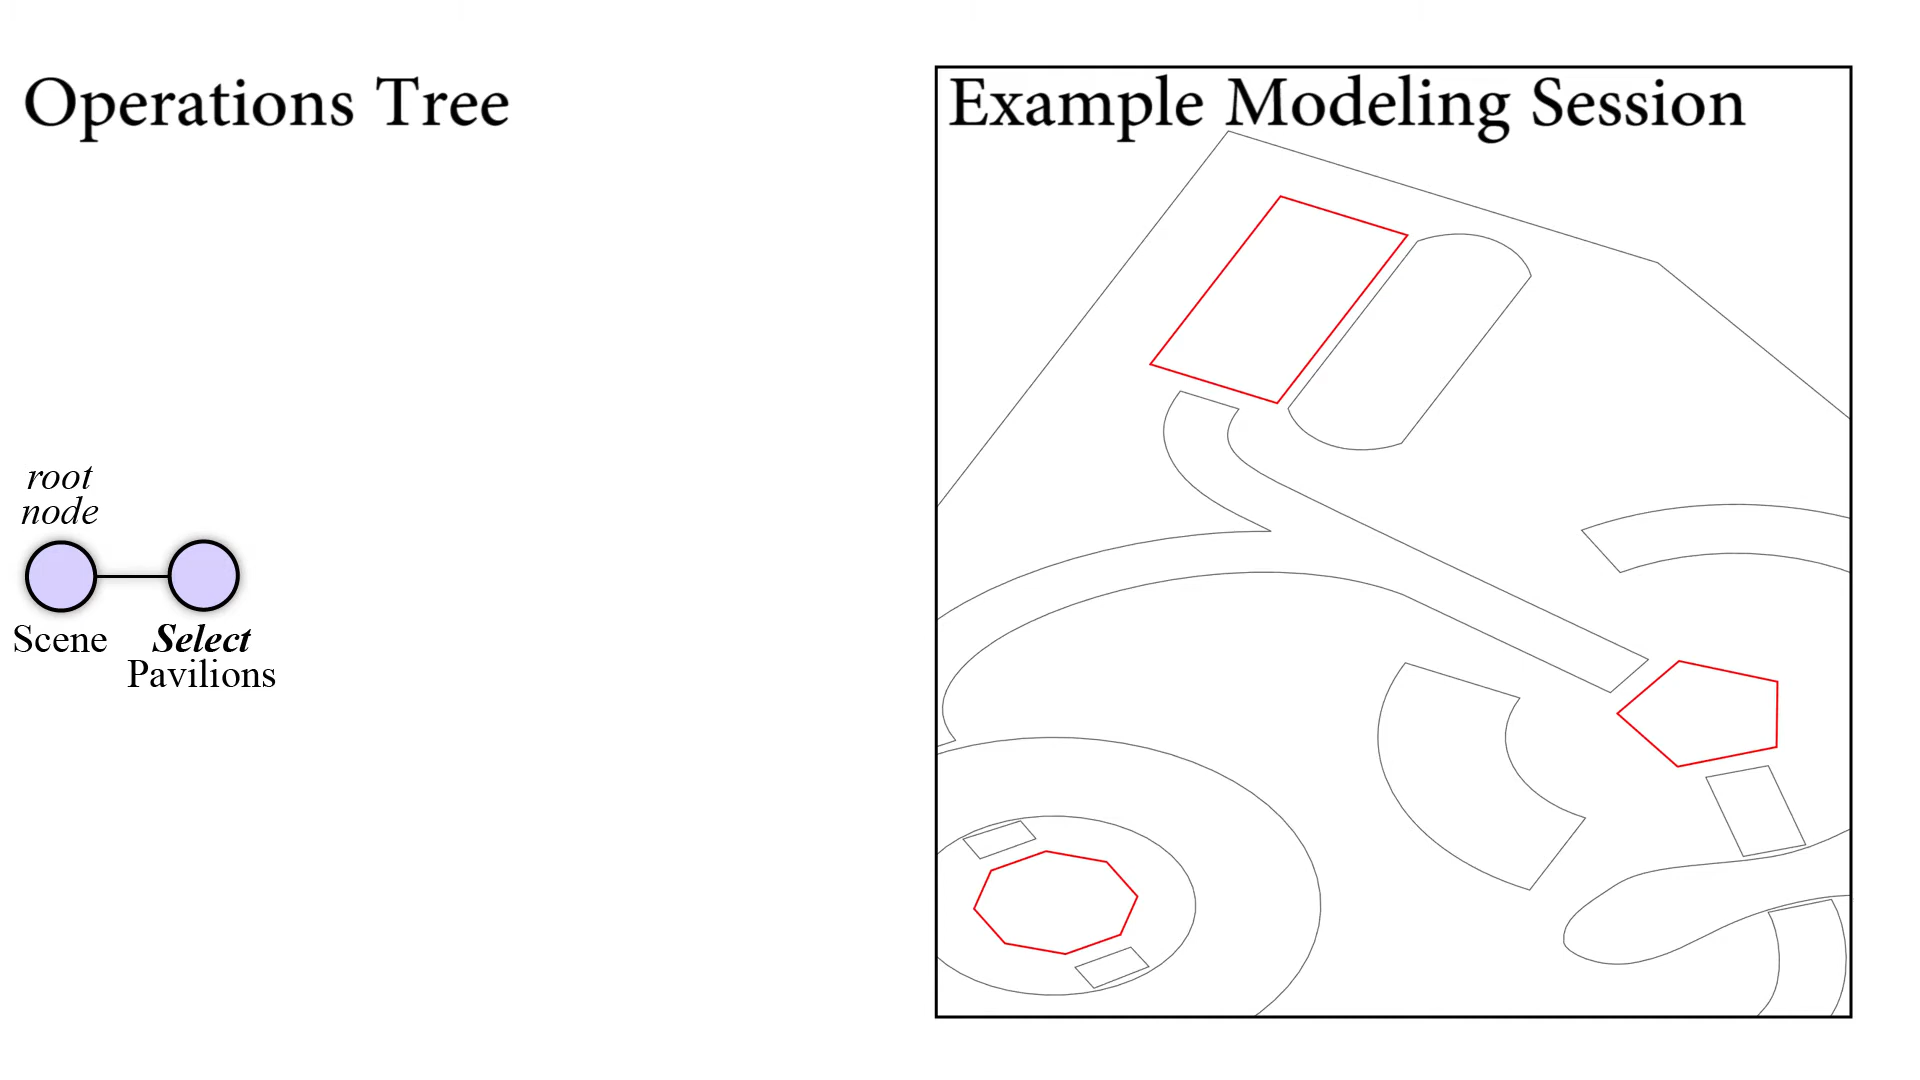 Operations Tree
Example Modeling Session
root
node
Scene
Select
Pavilions